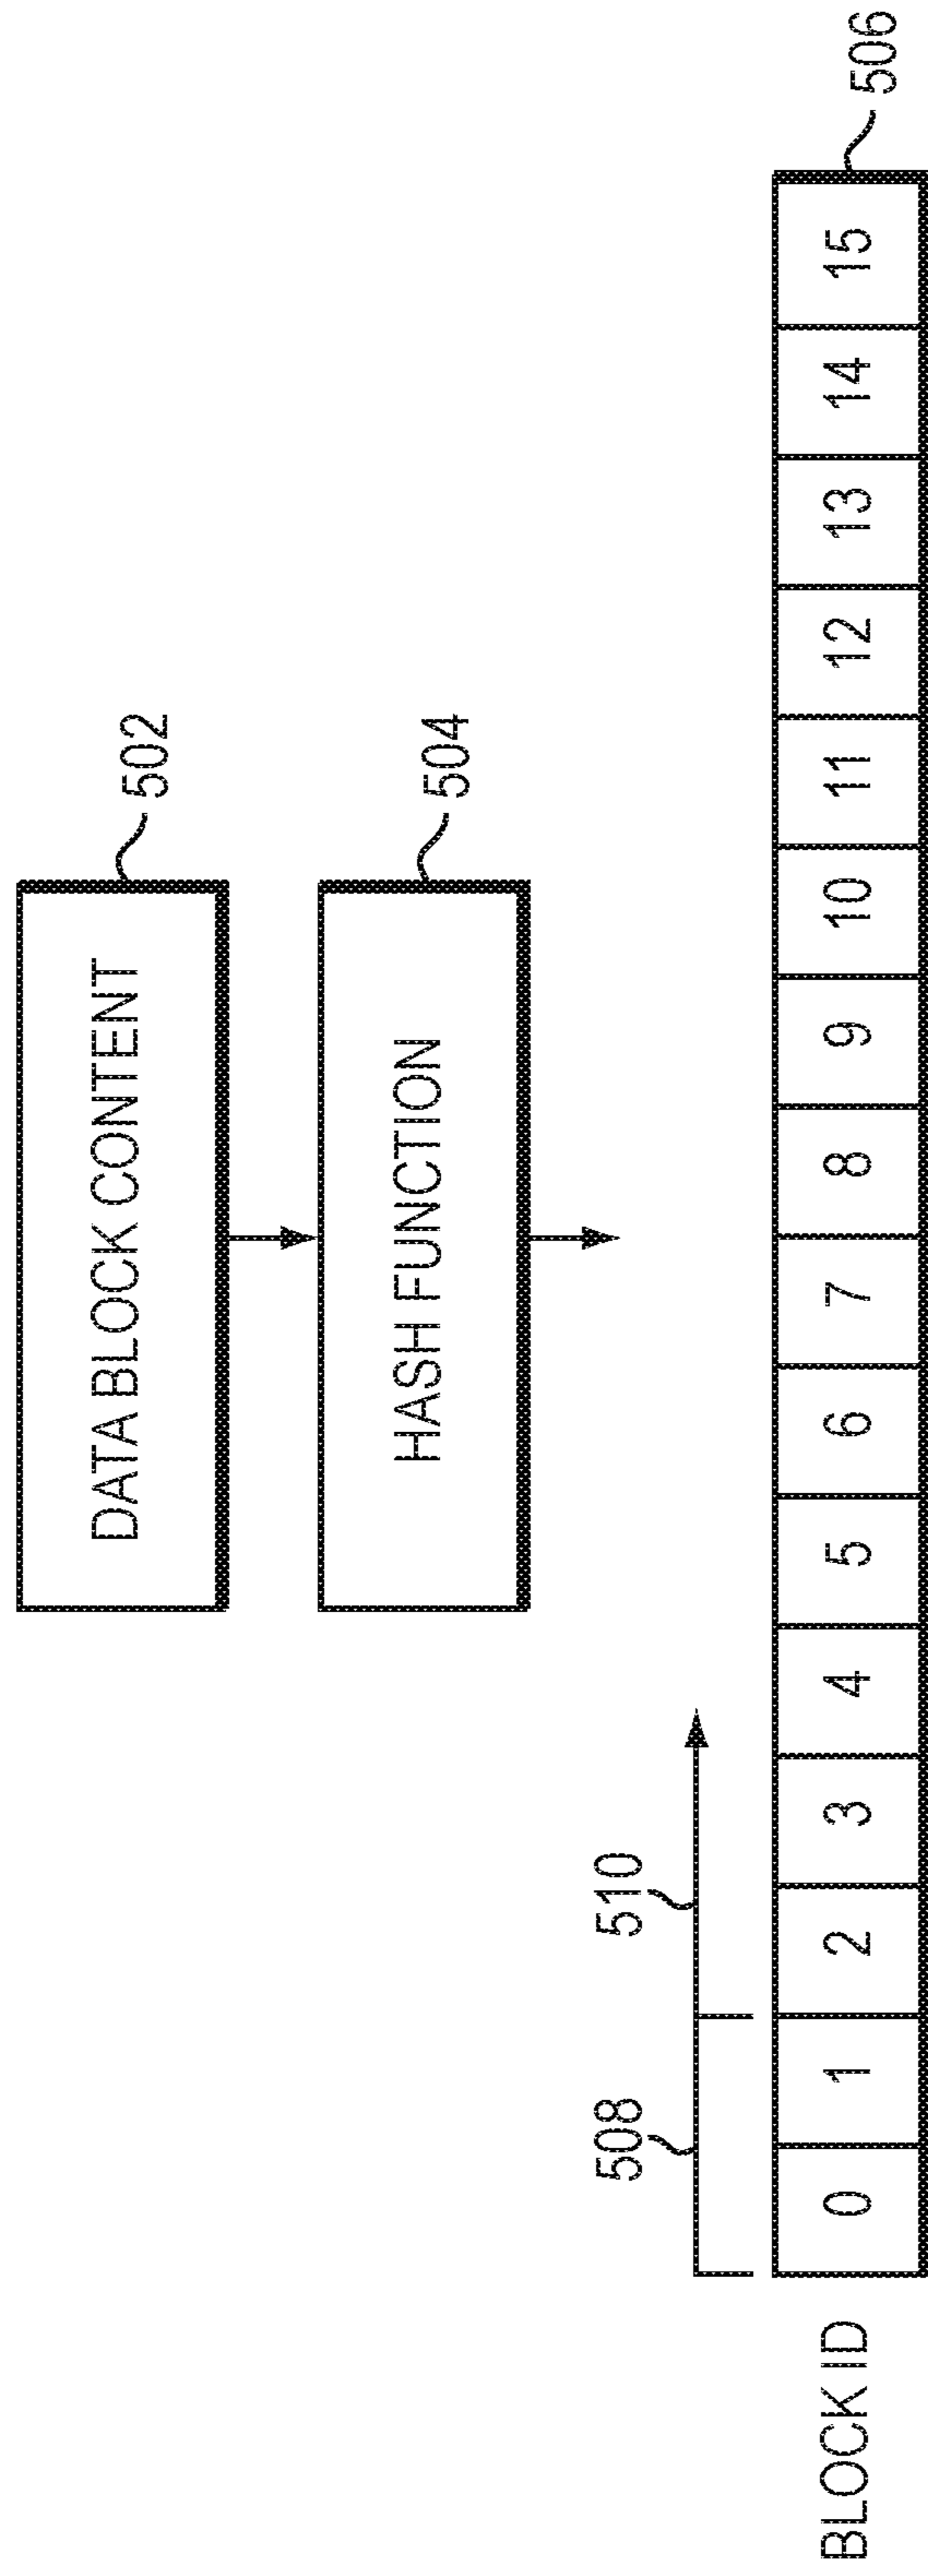 DATA BLOCK CONTENT
502
HASH FUNCTION
504
508
510
BLOCK ID
0 1 2 3 4 5 6 7 8 9 10 11 12 13 14 15
506